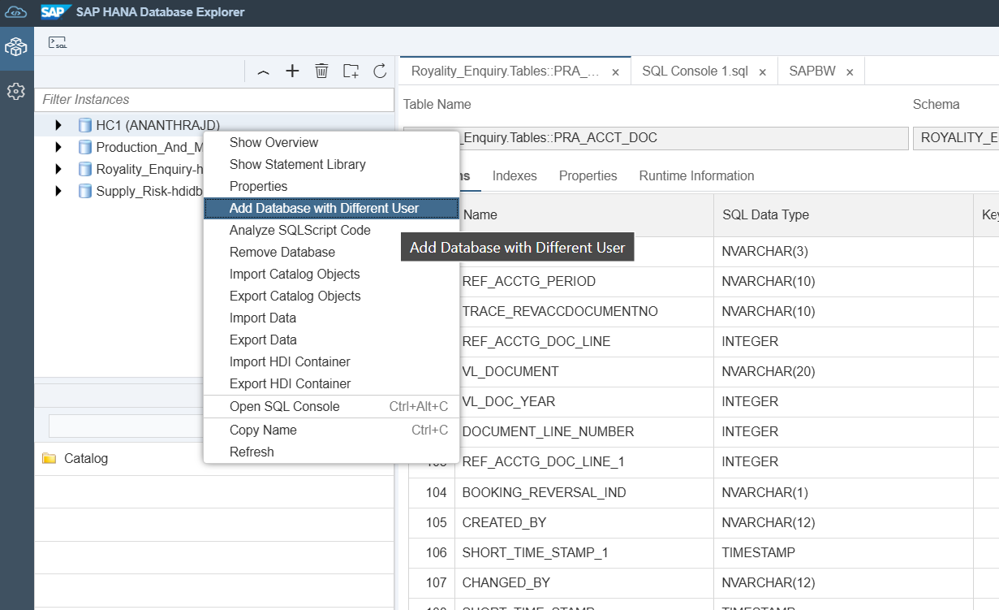 SAP SAP HANA Database Explorer
SQL
Royality_Enquiry.Tables::PRA_... ×
SQL Console 1.sql ×
SAPBW ×
Filter Instances
HC1 (ANANTHRAJD)
Production_And_M
Royality_Enquiry-h
Supply_Risk-hdidb
Catalog
Show Overview
Show Statement Library
Properties
Add Database with Different User
Analyze SQLScript Code
Remove Database
Import Catalog Objects
Export Catalog Objects
Import Data
Export Data
Import HDI Container
Export HDI Container
Open SQL Console Ctrl+Alt+C
Copy Name Ctrl+C
Refresh
Add Database with Different User
Table Name Schema
_Enquiry.Tables::PRA_ACCT_DOC ROYALITY_E
ns Indexes Properties Runtime Information
Name SQL Data Type Key
NVARCHAR(3)
REF_ACCTG_PERIOD NVARCHAR(10)
TRACE_REVACCDOCUMENTNO NVARCHAR(10)
REF_ACCTG_DOC_LINE INTEGER
VL_DOCUMENT NVARCHAR(20)
VL_DOC_YEAR INTEGER
DOCUMENT_LINE_NUMBER INTEGER
103 REF_ACCTG_DOC_LINE_1 INTEGER
104 BOOKING_REVERSAL_IND NVARCHAR(1)
105 CREATED_BY NVARCHAR(12)
106 SHORT_TIME_STAMP_1 TIMESTAMP
107 CHANGED_BY NVARCHAR(12)
108 SHORT_TIME_STAMP TIMESTAMP